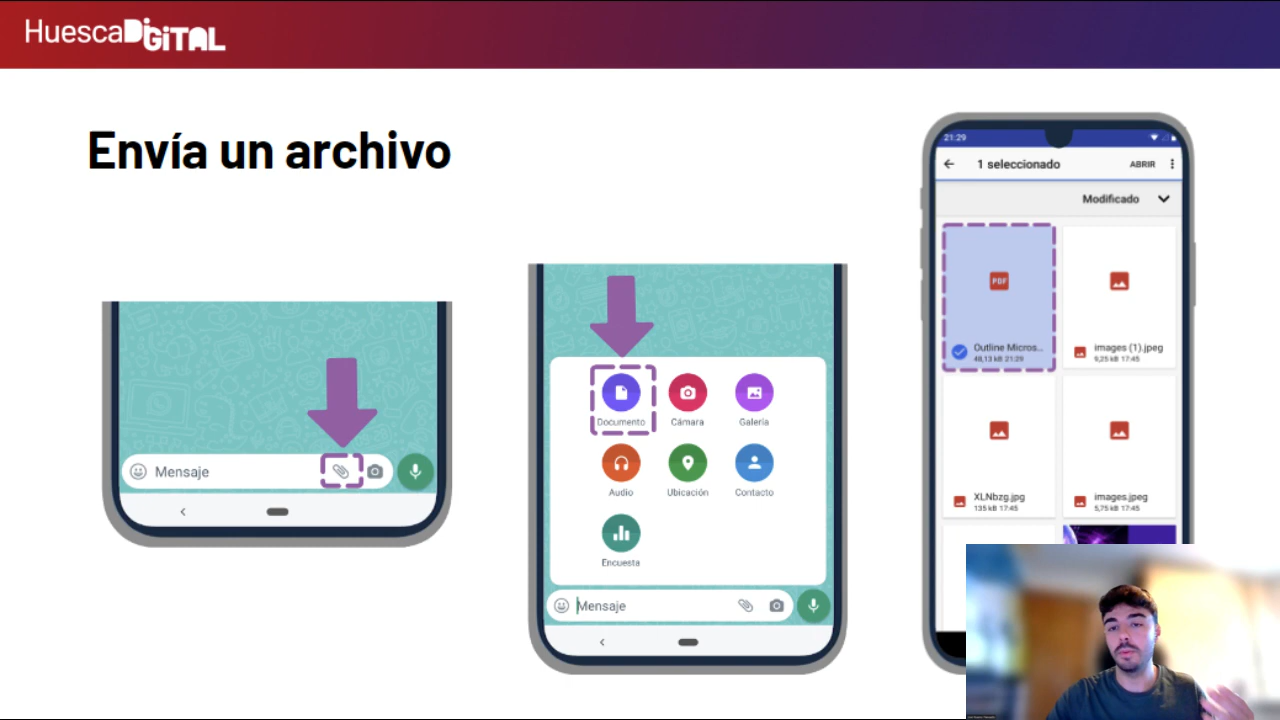 HuescaDiGiTAL
Envía un archivo
Mensaje
Documento
Cámara
Galería
Audio
Ubicación
Contacto
Encuesta
Mensaje
21:29
1 seleccionado
ABRIR
Modificado
PDF
Outline Micros...
48,13 kB 21:29
images (1).jpeg
9,25 kB 17:45
XLNbzg.jpg
135 kB 17:45
images.jpeg
5,75 kB 17:45